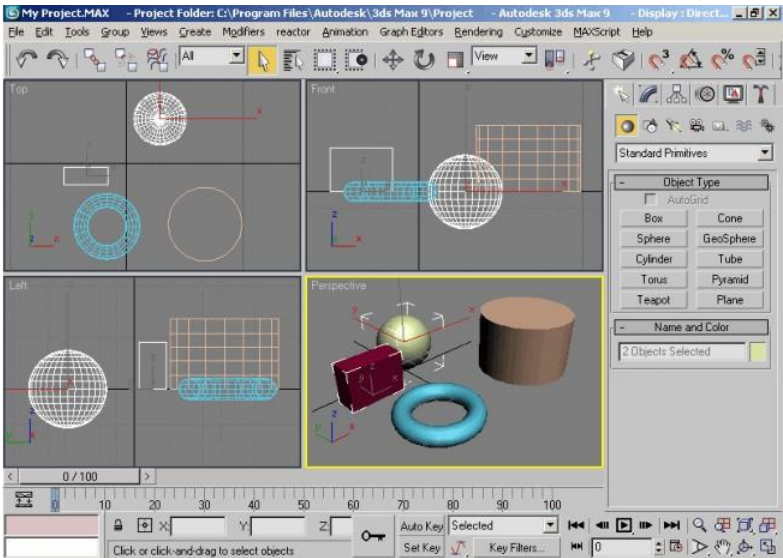 My Project.MAX - Project Folder: C:\Program Files\Autodesk\3ds Max 9\Project - Autodesk 3ds Max 9 - Display : Direct...
File Edit Tools Group Views Create Modifiers reactor Animation Graph Editors Rendering Customize MAXScript Help
All View 3 %
Top Front
x
z x
y
z x
z
x
Standard Primitives
- Object Type
AutoGrid
Box Cone
Sphere GeoSphere
Cylinder Tube
Torus Pyramid
Teapot Plane
Left Perspective
- Name and Color
2 Objects Selected
y x
z
y x
z
z
y x
< 0 / 100 >
0 10 20 30 40 50 60 70 80 90 100
X: Y: Z: Auto Key Selected
Click or click-and-drag to select objects Set Key Key Filters... 0